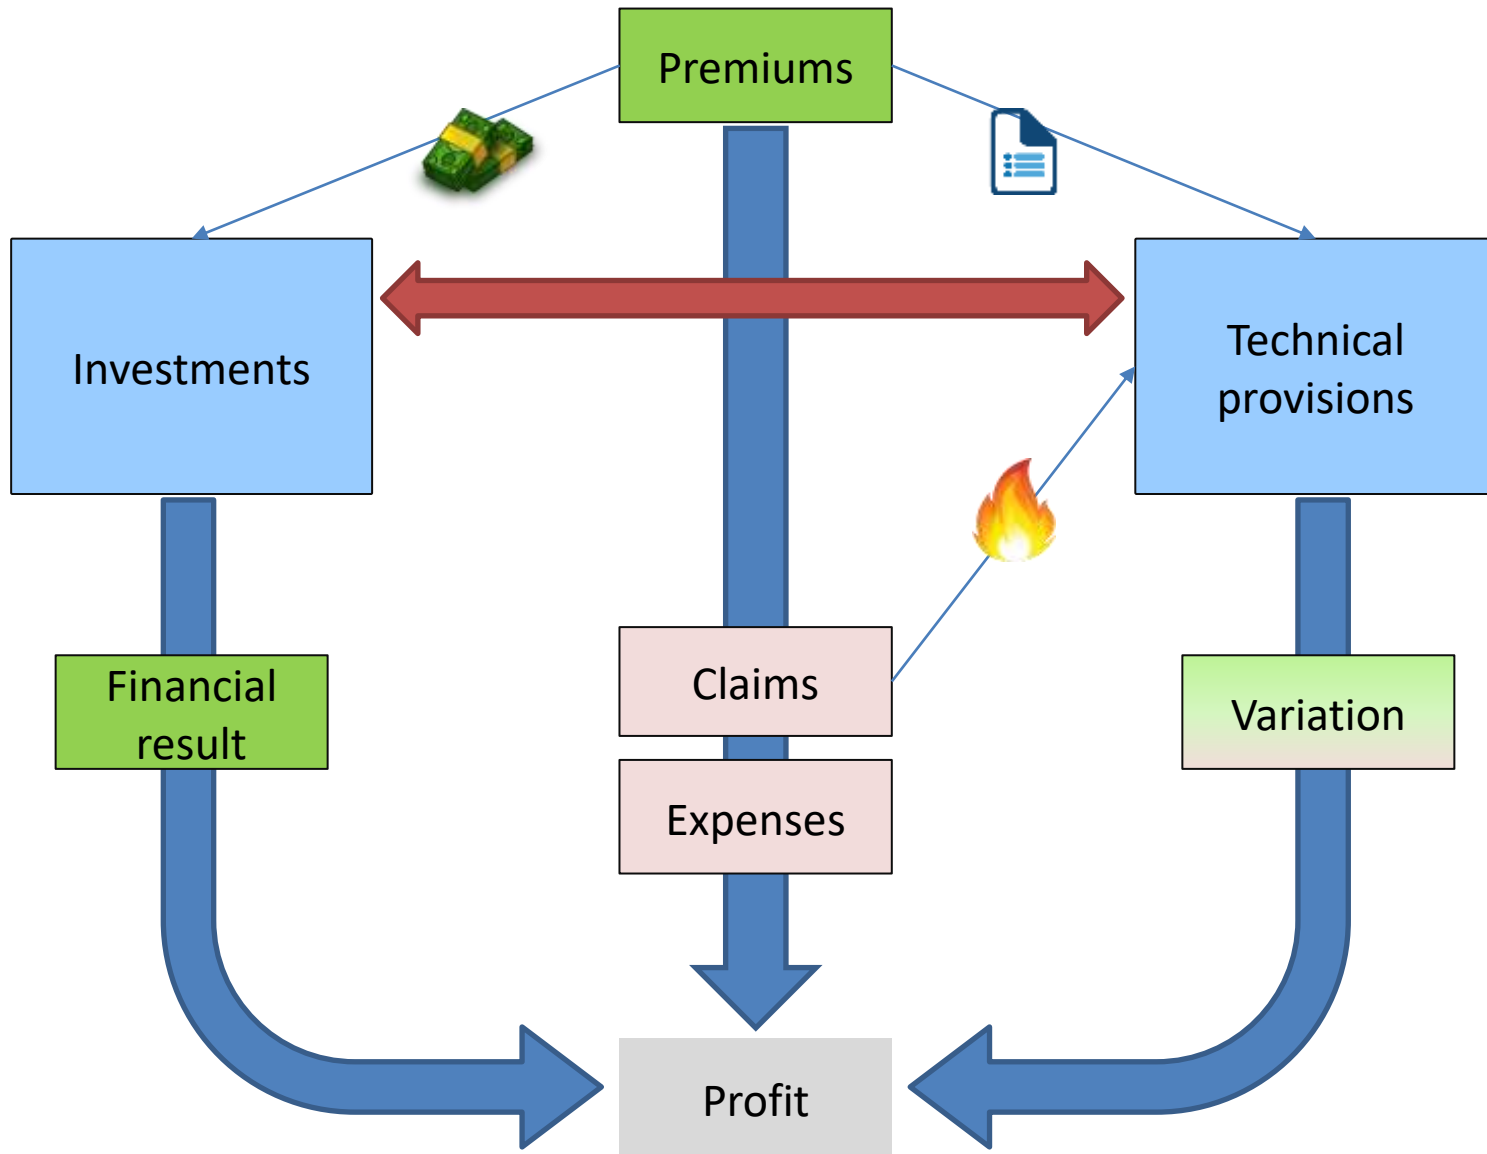 Premiums
Investments
Technical
provisions
Claims
Financial
result
Variation
Expenses
Profit